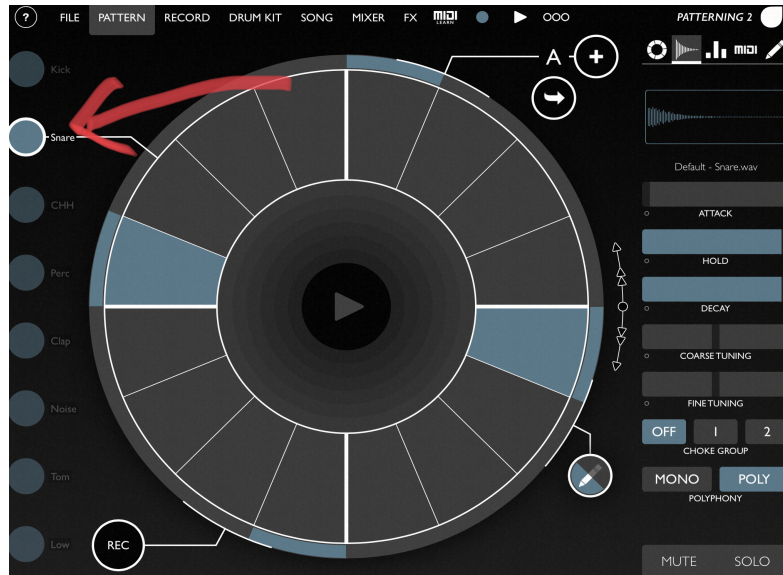 ? FILE PATTERN RECORD DRUM KIT SONG MIXER FX MIDI LEARN OOO PATTERNING 2
MIDI
Kick
A +
Snare
Default - Snare.wav
ATTACK
CHH
HOLD
Perc
DECAY
Clap
COARSE TUNING
Noise
FINE TUNING
OFF 1 2
CHOKE GROUP
Tom
MONO POLY
POLYPHONY
Low
REC
MUTE SOLO